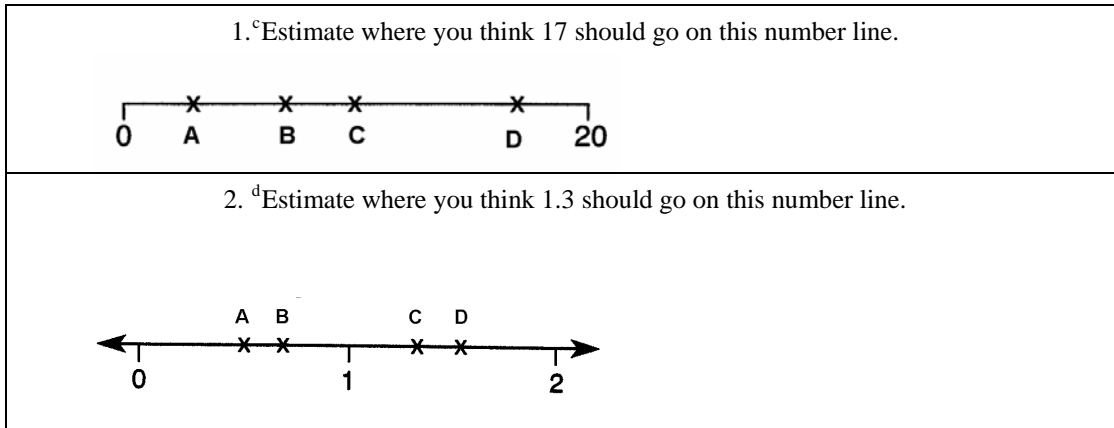 1.ᶜEstimate where you think 17 should go on this number line.
0 A B C D 20
2. ᵈEstimate where you think 1.3 should go on this number line.
A B C D
0 1 2